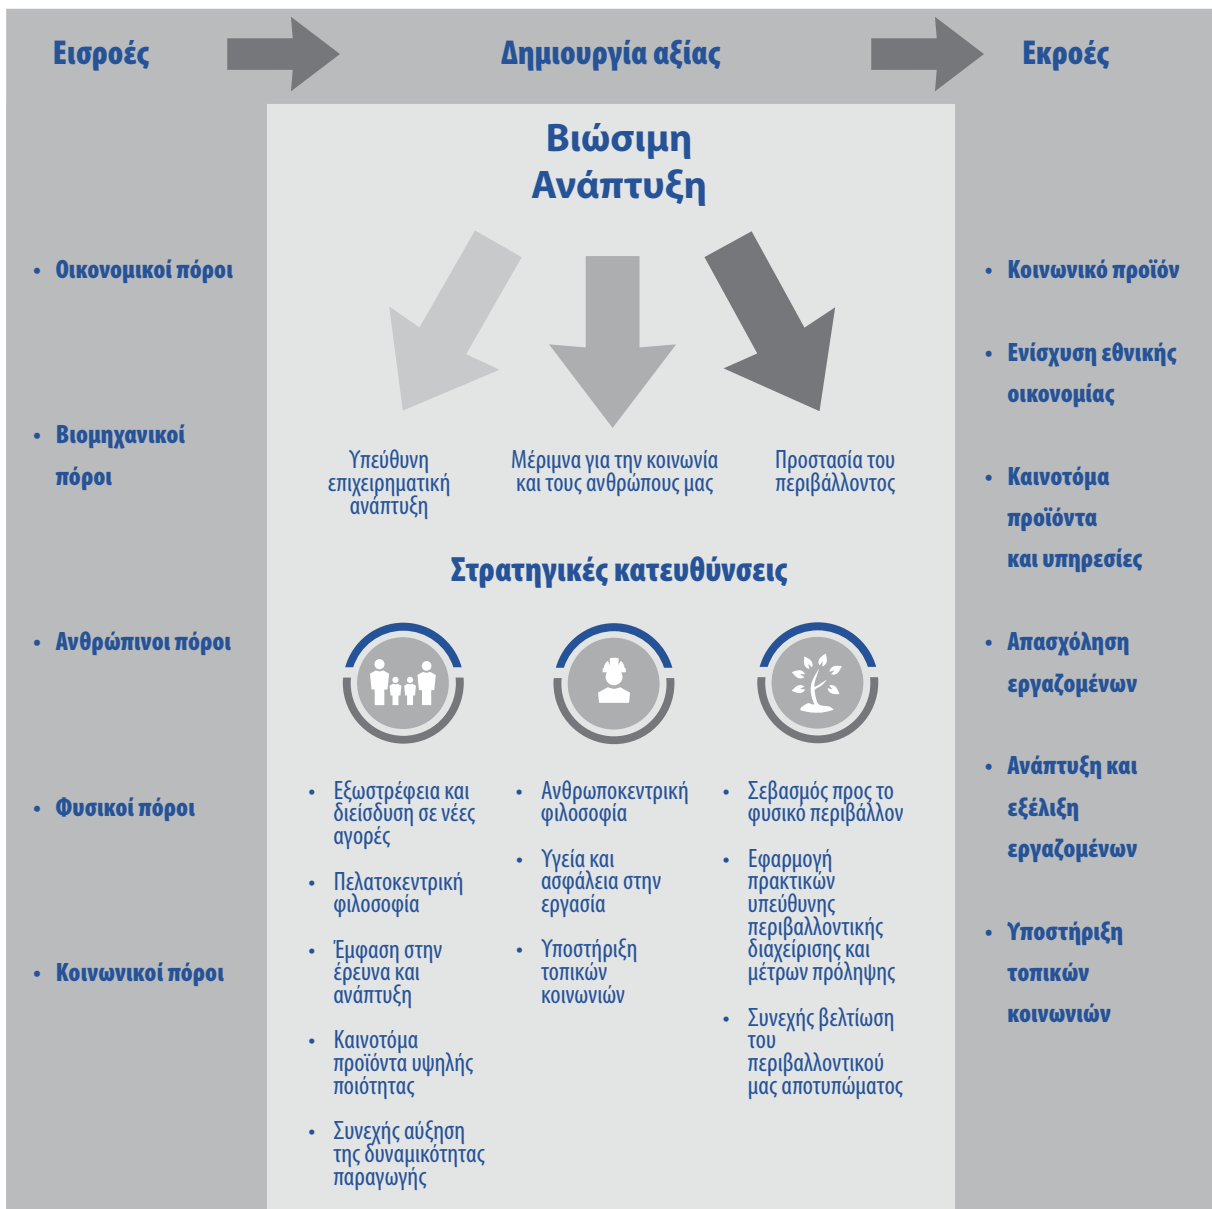 Εισροές
Δημιουργία αξίας
Εκροές
• Οικονομικοί πόροι
• Βιομηχανικοί
πόροι
• Ανθρώπινοι πόροι
• Φυσικοί πόροι
• Κοινωνικοί πόροι
Βιώσιμη
Ανάπτυξη
Υπεύθυνη
επιχειρηματική
ανάπτυξη
Μέριμνα για την κοινωνία
και τους ανθρώπους μας
Προστασία του
περιβάλλοντος
Στρατηγικές κατευθύνσεις
• Εξωστρέφεια και
διείσδυση σε νέες
αγορές
• Πελατοκεντρική
φιλοσοφία
• Έμφαση στην
έρευνα και
ανάπτυξη
• Καινοτόμα
προϊόντα υψηλής
ποιότητας
• Συνεχής αύξηση
της δυναμικότητας
παραγωγής
• Ανθρωποκεντρική
φιλοσοφία
• Υγεία και
ασφάλεια στην
εργασία
• Υποστήριξη
τοπικών
κοινωνιών
• Σεβασμός προς το
φυσικό περιβάλλον
• Εφαρμογή
πρακτικών
υπεύθυνης
περιβαλλοντικής
διαχείρισης και
μέτρων πρόληψης
• Συνεχής βελτίωση
του
περιβαλλοντικού
μας αποτυπώματος
• Κοινωνικό προϊόν
• Ενίσχυση εθνικής
οικονομίας
• Καινοτόμα
προϊόντα
και υπηρεσίες
• Απασχόληση
εργαζομένων
• Ανάπτυξη και
εξέλιξη
εργαζομένων
• Υποστήριξη
τοπικών
κοινωνιών